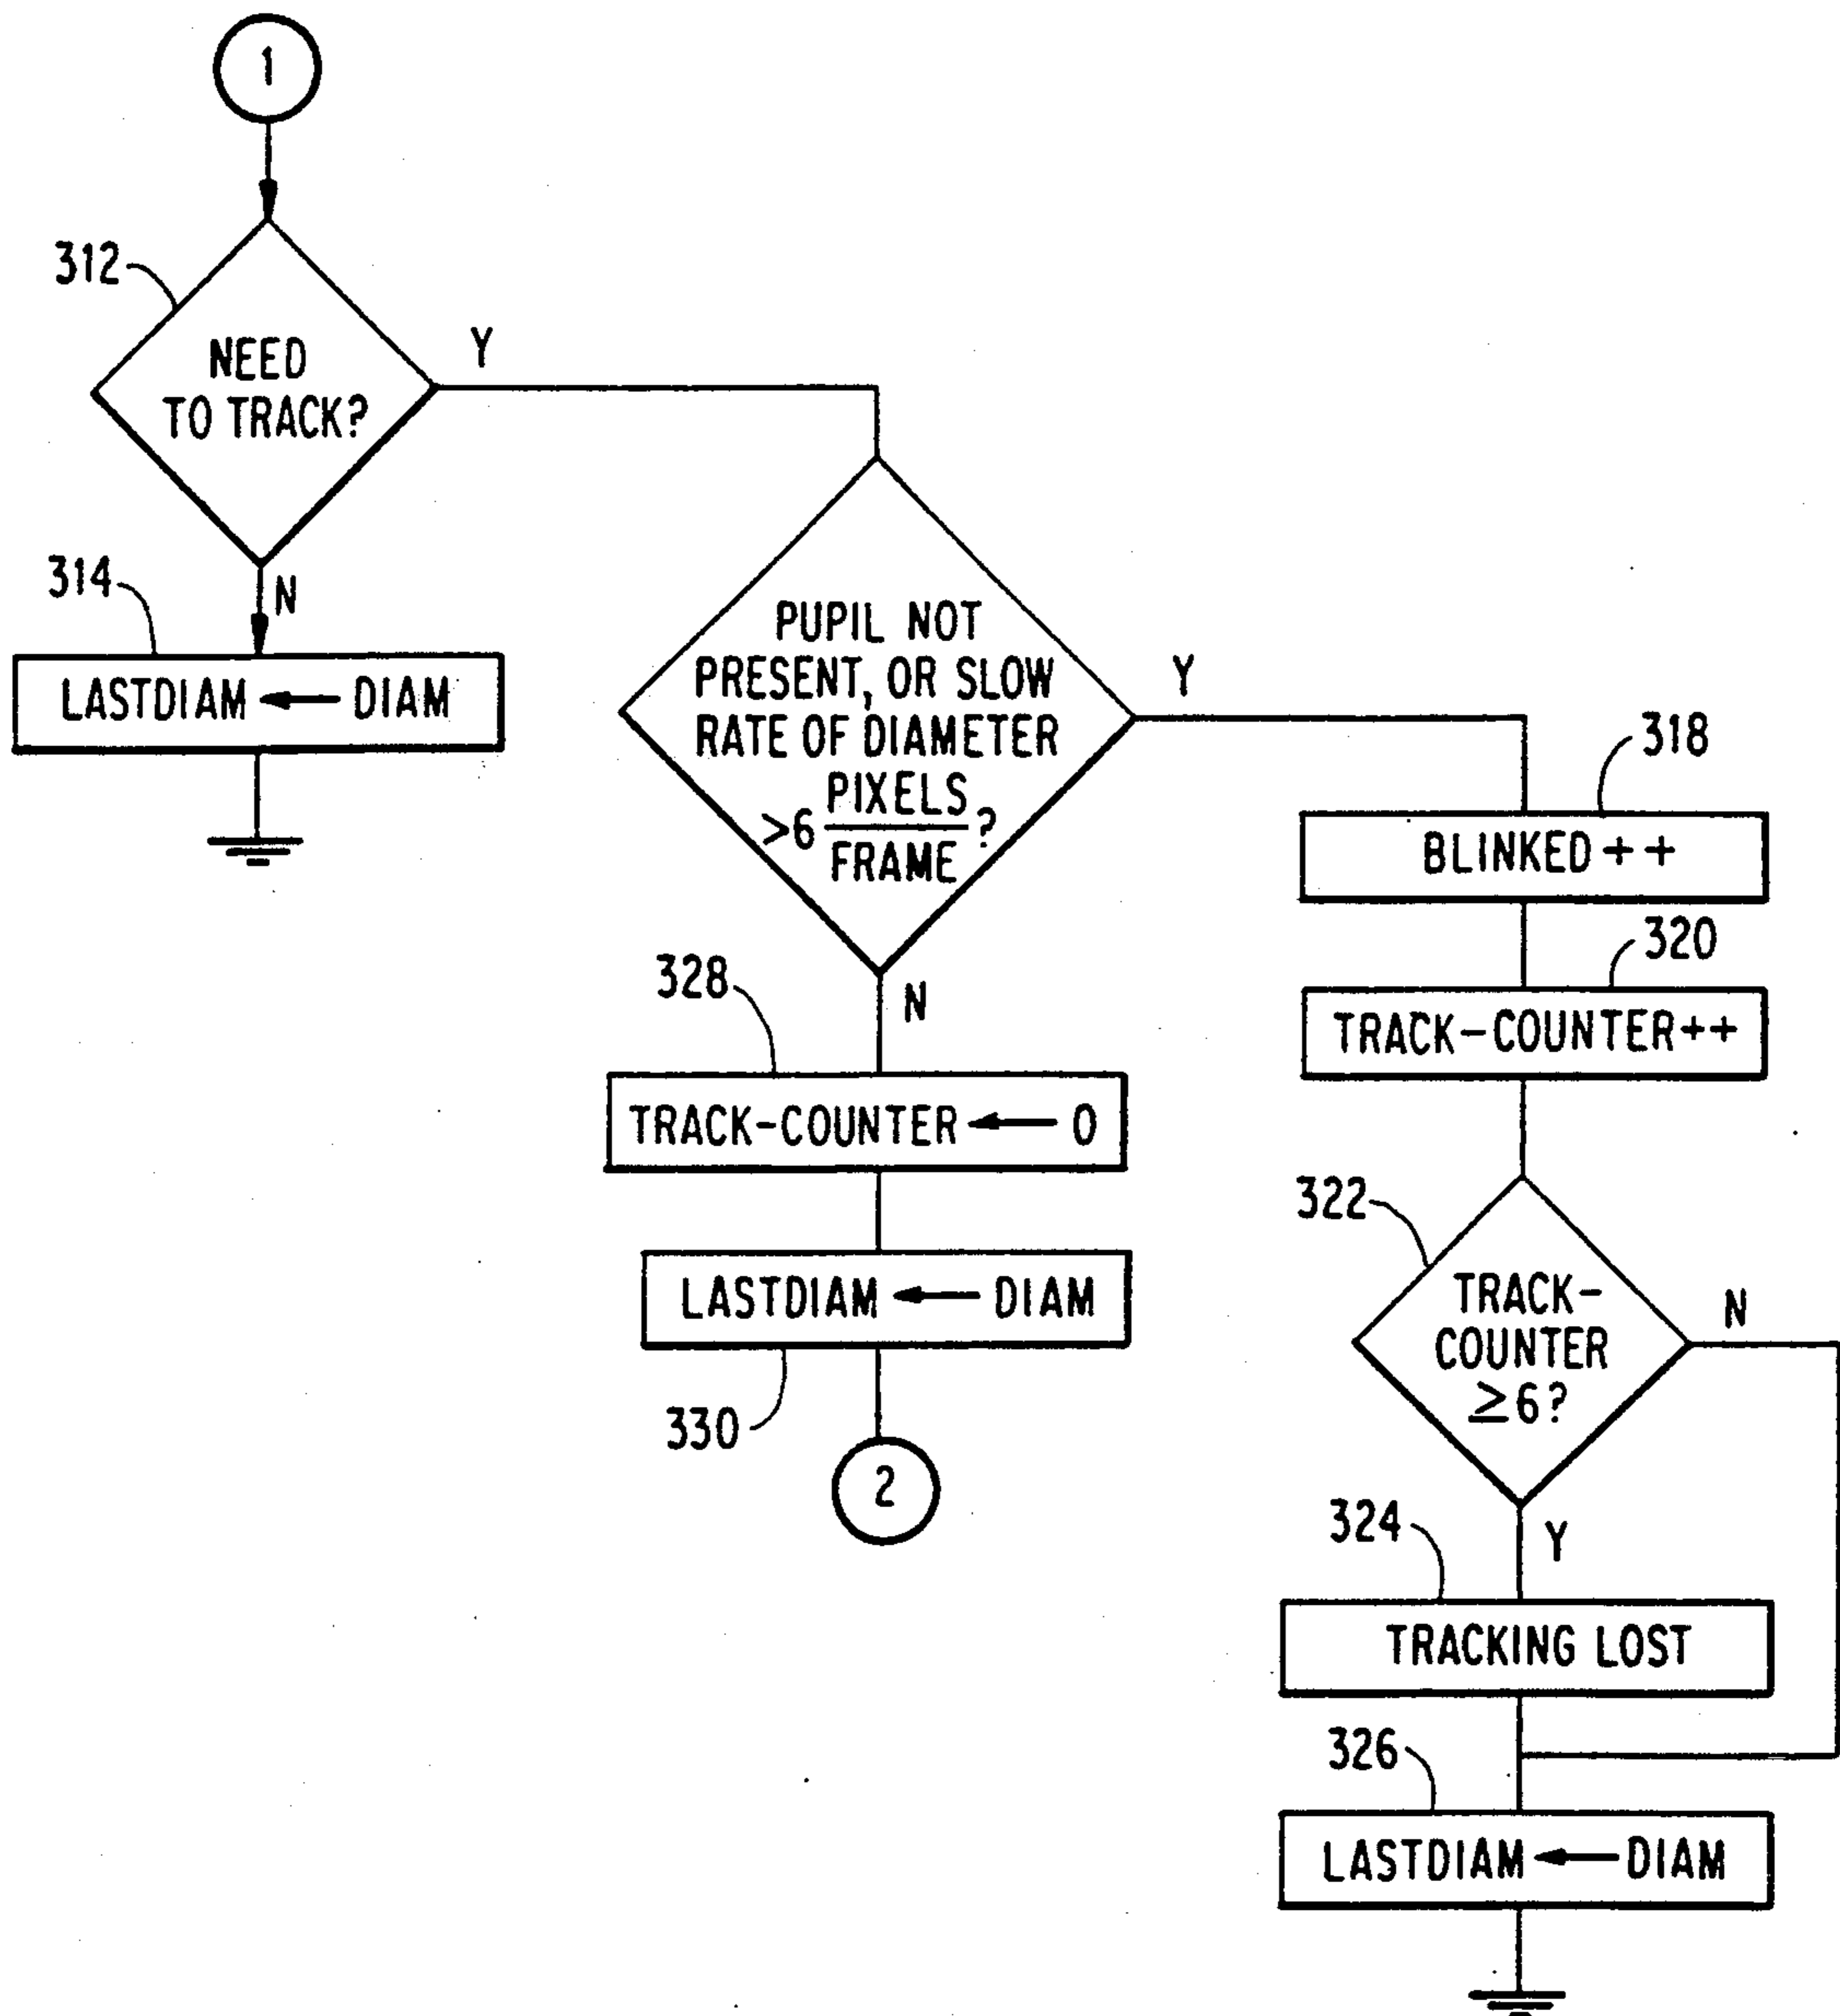 1
312
NEED
TO TRACK?
Y
N
314
LASTDIAM ← DIAM
PUPIL NOT
PRESENT, OR SLOW
RATE OF DIAMETER
>6 PIXELS
FRAME ?
Y
N
318
BLINKED ++
320
TRACK-COUNTER++
328
TRACK-COUNTER ← 0
LASTDIAM ← DIAM
330
2
322
TRACK-
COUNTER
≥6?
N
Y
324
TRACKING LOST
326
LASTDIAM ← DIAM